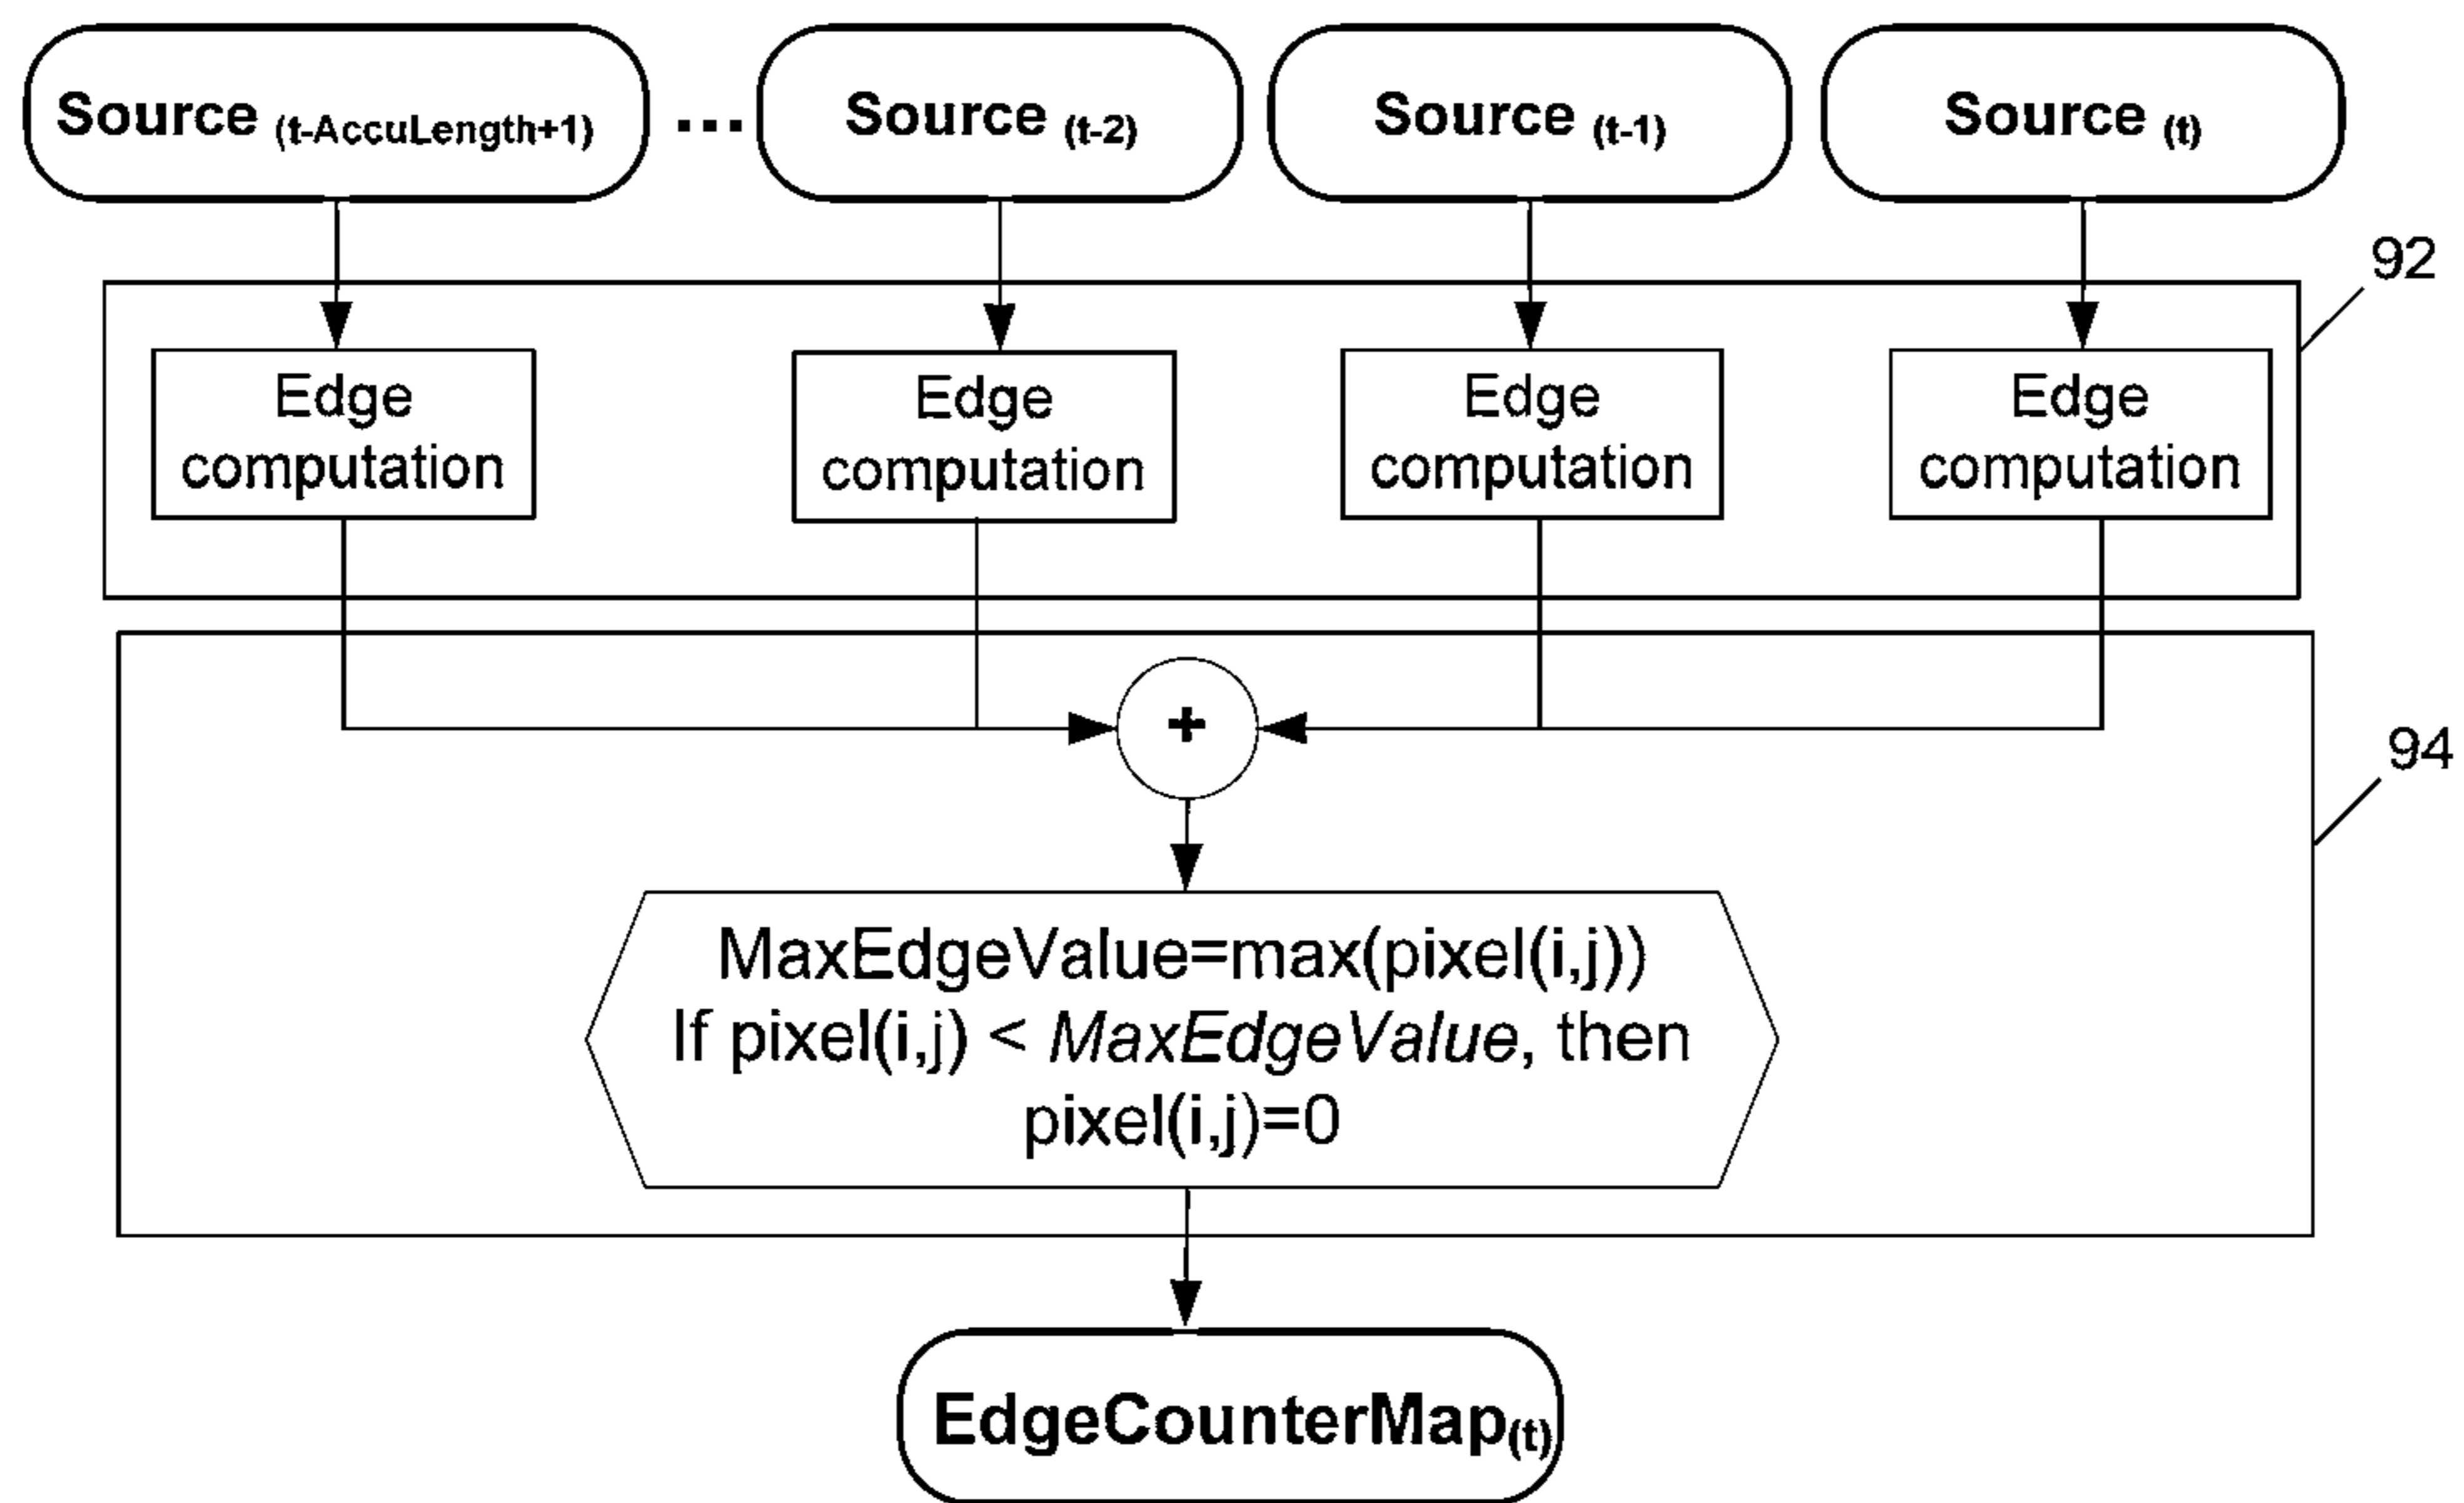 Source (t-AccuLength+1) ... Source (t-2) Source (t-1) Source (t)
92
Edge computation
Edge computation
Edge computation
Edge computation
+
94
MaxEdgeValue=max(pixel(i,j))
If pixel(i,j) < MaxEdgeValue, then
pixel(i,j)=0
EdgeCounterMap(t)